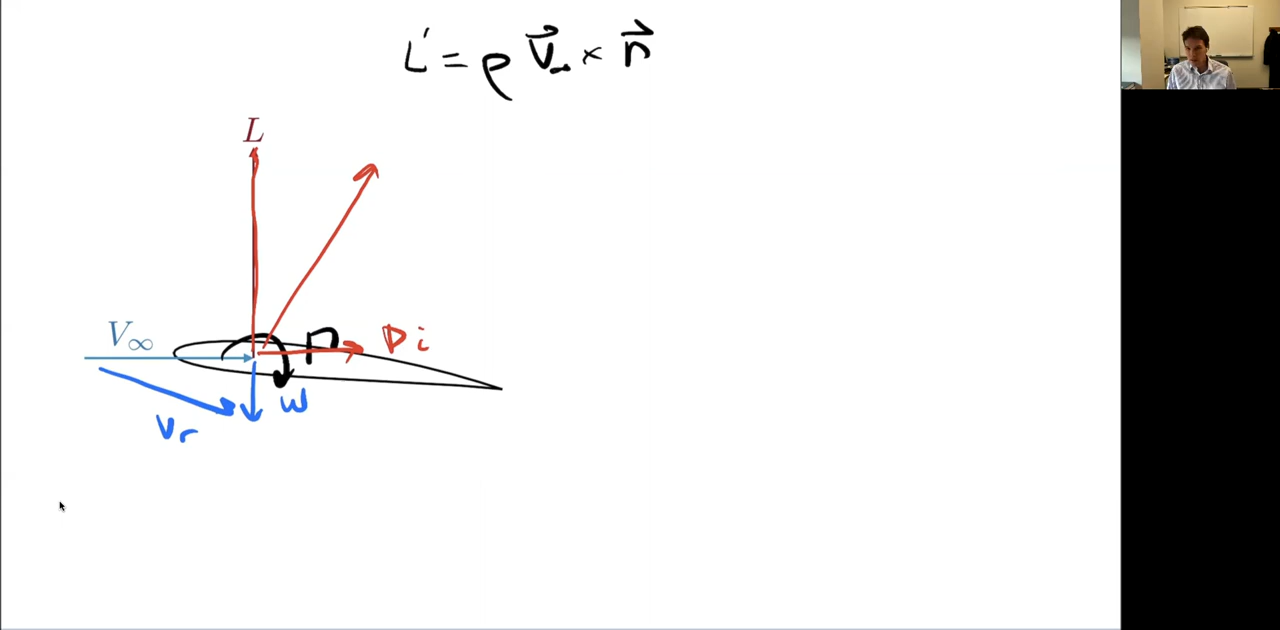 L' = ρ V⃗∞ × Γ⃗
L
V∞
Γ
Di
w
Vr